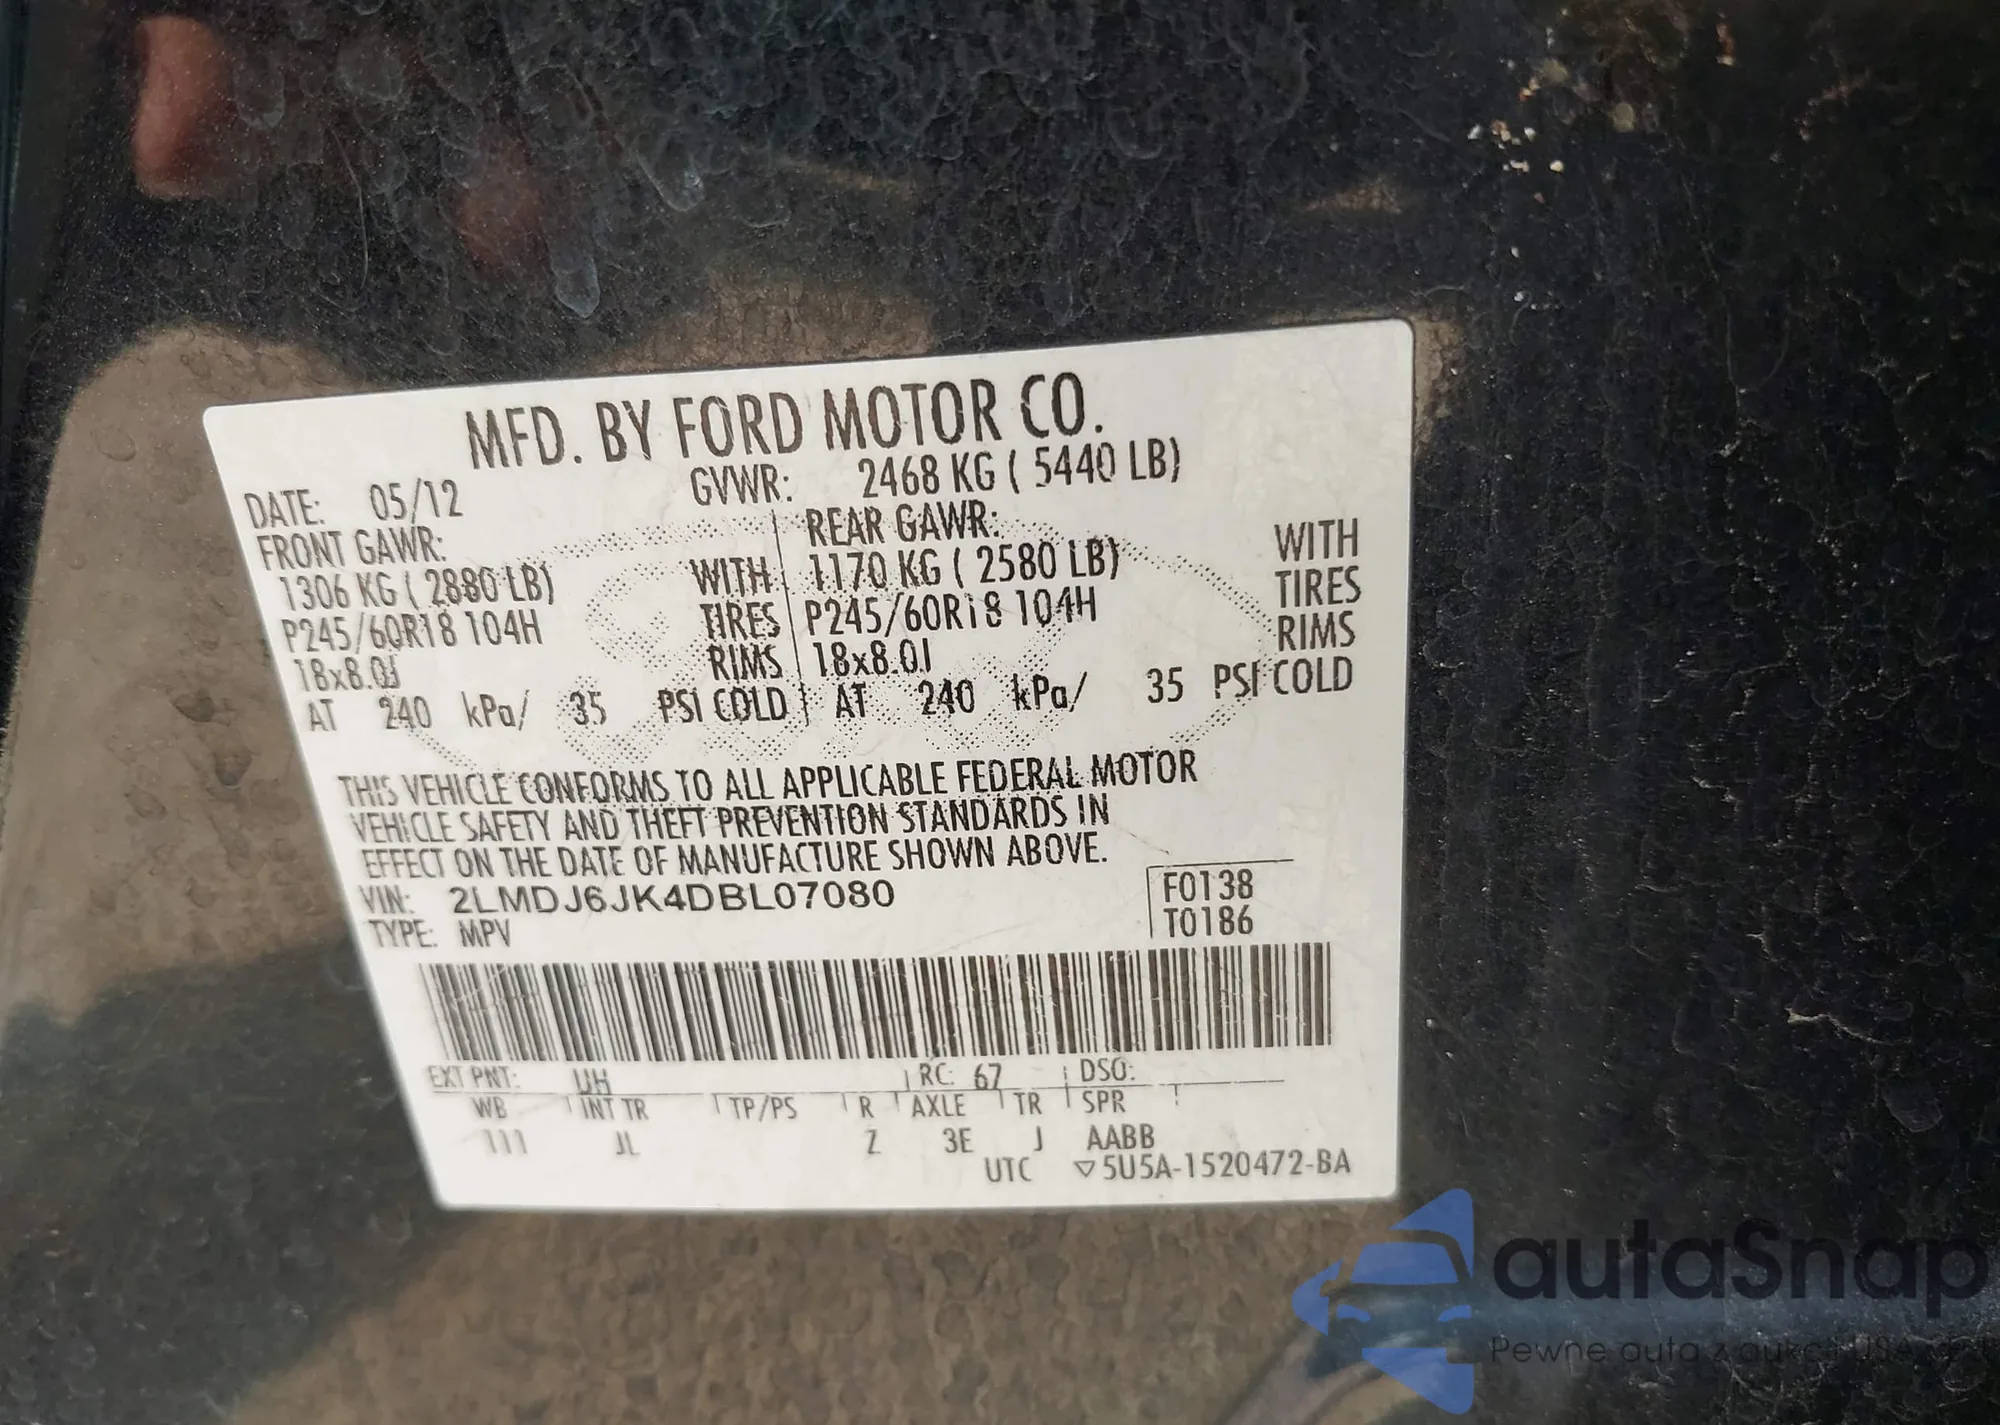 MFD. BY FORD MOTOR CO.
DATE: 05/12 GVWR: 2468 KG ( 5440 LB)
FRONT GAWR: REAR GAWR: WITH
1306 KG ( 2880 LB) WITH 1170 KG ( 2580 LB) TIRES
P245/60R18 104H TIRES P245/60R18 104H RIMS
18x8.0J RIMS 18x8.0J
AT 240 kPa/ 35 PSI COLD AT 240 kPa/ 35 PSI COLD
THIS VEHICLE CONFORMS TO ALL APPLICABLE FEDERAL MOTOR
VEHICLE SAFETY AND THEFT PREVENTION STANDARDS IN
EFFECT ON THE DATE OF MANUFACTURE SHOWN ABOVE.
VIN: 2LMDJ6JK4DBL07080 F0138
TYPE: MPV T0186
EXT PNT: UH RC: 67 DSO:
WB INT TR TP/PS R AXLE TR SPR
111 JL Z 3E J AABB
UTC ▽5U5A-1520472-BA
autaSnap
Pewne auta z aukcji USA